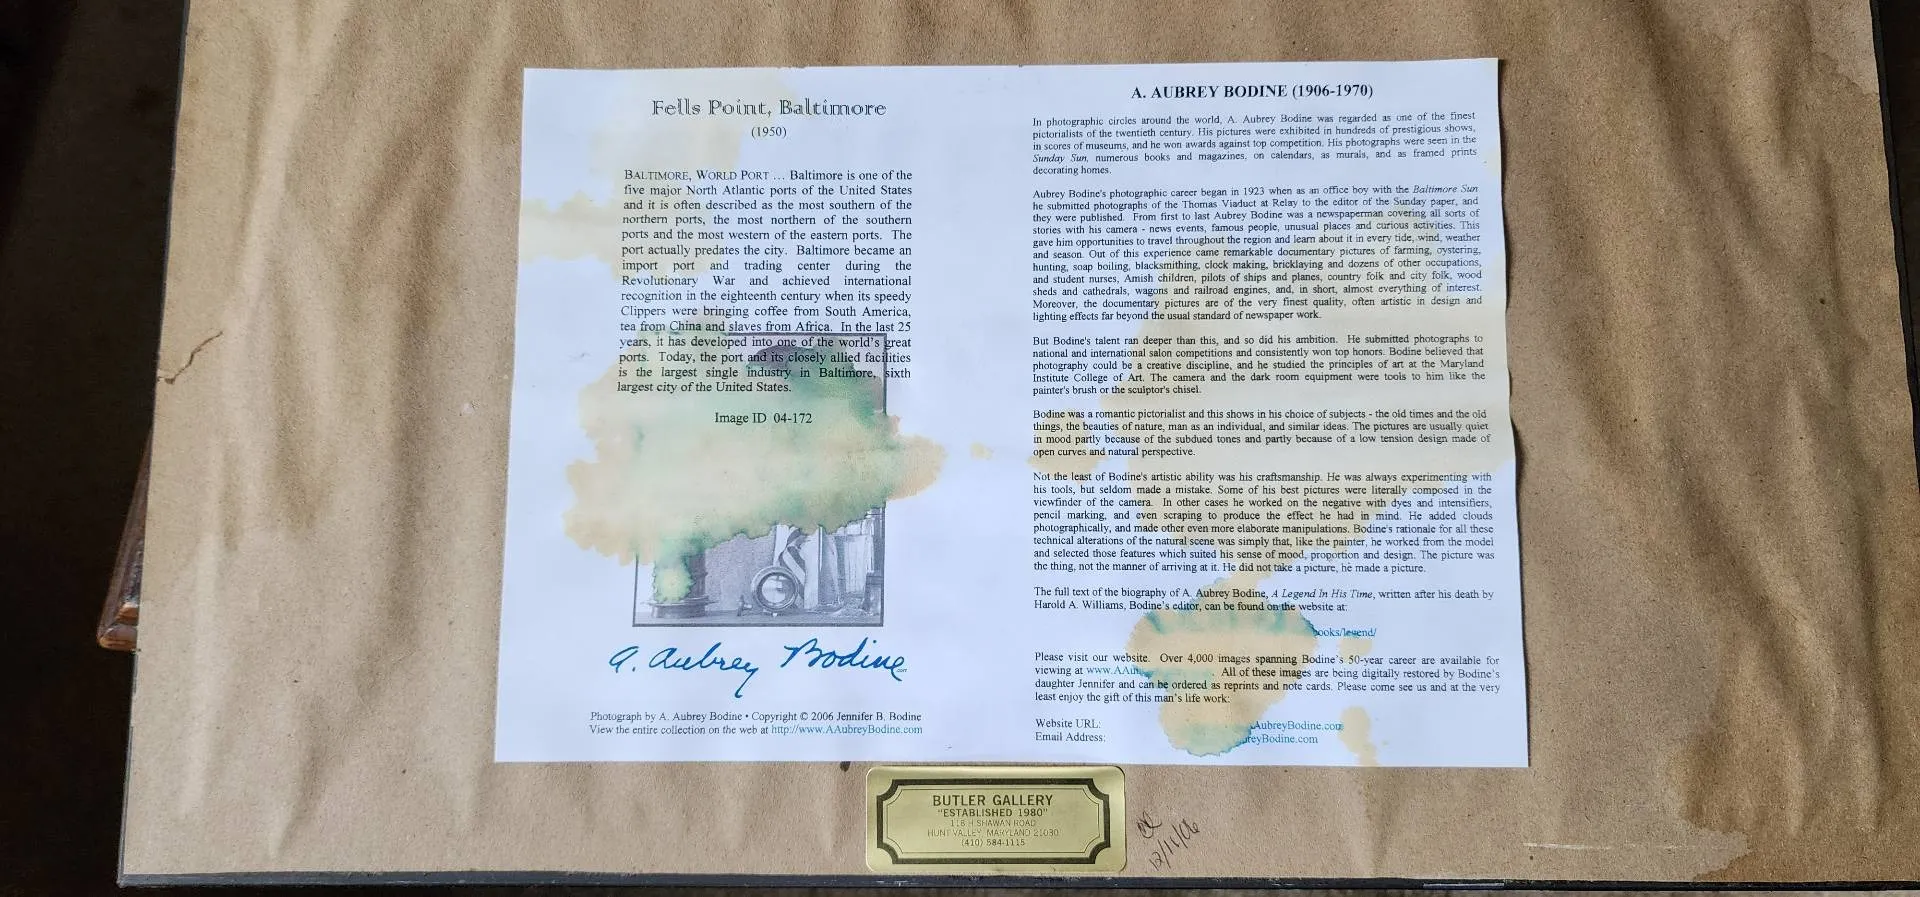 Fells Point, Baltimore
(1950)
BALTIMORE, WORLD PORT ... Baltimore is one of the
five major North Atlantic ports of the United States
and it is often described as the most southern of the
northern ports, the most northern of the southern
ports and the most western of the eastern ports. The
port actually predates the city. Baltimore became an
import port and trading center during the
Revolutionary War and achieved international
recognition in the eighteenth century when its speedy
Clippers were bringing coffee from South America,
tea from China and slaves from Africa. In the last 25
years, it has developed into one of the world's great
ports. Today, the port and its closely allied facilities
is the largest single industry in Baltimore, sixth
largest city of the United States.
Image ID 04-172
A. Aubrey Bodine
Photograph by A. Aubrey Bodine • Copyright © 2006 Jennifer B. Bodine
View the entire collection on the web at http://www.AAubreyBodine.com
A. AUBREY BODINE (1906-1970)
In photographic circles around the world, A. Aubrey Bodine was regarded as one of the finest
pictorialists of the twentieth century. His pictures were exhibited in hundreds of prestigious shows,
in scores of museums, and he won awards against top competition. His photographs were seen in the
Sunday Sun, numerous books and magazines, on calendars, as murals, and as framed prints
decorating homes.
Aubrey Bodine's photographic career began in 1923 when as an office boy with the Baltimore Sun
he submitted photographs of the Thomas Viaduct at Relay to the editor of the Sunday paper, and
they were published. From first to last Aubrey Bodine was a newspaperman covering all sorts of
stories with his camera - news events, famous people, unusual places and curious activities. This
gave him opportunities to travel throughout the region and learn about it in every tide, wind, weather
and season. Out of this experience came remarkable documentary pictures of farming, oystering,
hunting, soap boiling, blacksmithing, clock making, bricklaying and dozens of other occupations,
and student nurses, Amish children, pilots of ships and planes, country folk and city folk, wood
sheds and cathedrals, wagons and railroad engines, and, in short, almost everything of interest.
Moreover, the documentary pictures are of the very finest quality, often artistic in design and
lighting effects far beyond the usual standard of newspaper work.
But Bodine's talent ran deeper than this, and so did his ambition. He submitted photographs to
national and international salon competitions and consistently won top honors. Bodine believed that
photography could be a creative discipline, and he studied the principles of art at the Maryland
Institute College of Art. The camera and the dark room equipment were tools to him like the
painter's brush or the sculptor's chisel.
Bodine was a romantic pictorialist and this shows in his choice of subjects - the old times and the old
things, the beauties of nature, man as an individual, and similar ideas. The pictures are usually quiet
in mood partly because of the subdued tones and partly because of a low tension design made of
open curves and natural perspective.
Not the least of Bodine's artistic ability was his craftsmanship. He was always experimenting with
his tools, but seldom made a mistake. Some of his best pictures were literally composed in the
viewfinder of the camera. In other cases he worked on the negative with dyes and intensifiers,
pencil marking, and even scraping to produce the effect he had in mind. He added clouds
photographically, and made other even more elaborate manipulations. Bodine's rationale for all these
technical alterations of the natural scene was simply that, like the painter, he worked from the model
and selected those features which suited his sense of mood, proportion and design. The picture was
the thing, not the manner of arriving at it. He did not take a picture, he made a picture.
The full text of the biography of A. Aubrey Bodine, A Legend In His Time, written after his death by
Harold A. Williams, Bodine's editor, can be found on the website at:
ooks/legend/
Please visit our website. Over 4,000 images spanning Bodine's 50-year career are available for
viewing at www.AAu All of these images are being digitally restored by Bodine's
daughter Jennifer and can be ordered as reprints and note cards. Please come see us and at the very
least enjoy the gift of this man's life work:
Website URL: AubreyBodine.com
Email Address: reyBodine.com
BUTLER GALLERY
"ESTABLISHED 1980"
118 H SHAWAN ROAD
HUNT VALLEY, MARYLAND 21030
(410) 584-1115
12/11/06